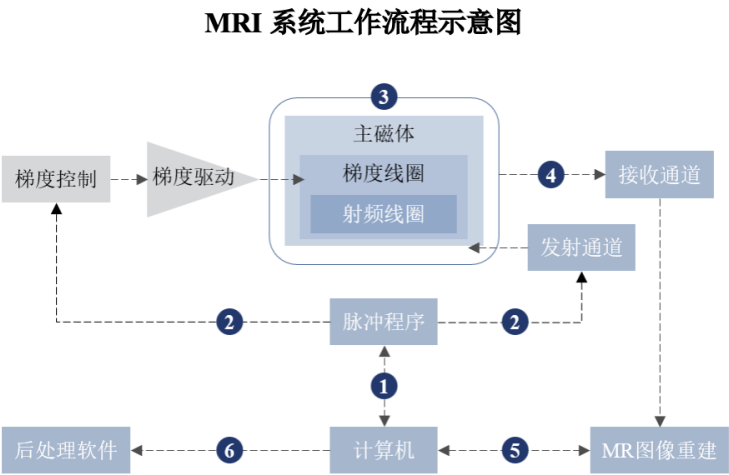 MRI 系统工作流程示意图
3
主磁体
梯度控制
梯度驱动
梯度线圈
4
接收通道
射频线圈
发射通道
2
脉冲程序
2
1
后处理软件
6
计算机
5
MR图像重建